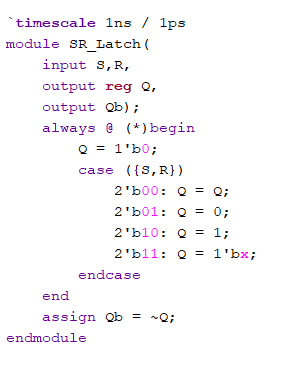 `timescale 1ns / 1ps
module SR_Latch(
    input S,R,
    output reg Q,
    output Qb);
    always @ (*)begin
        Q = 1'b0;
        case ({S,R})
            2'b00: Q = Q;
            2'b01: Q = 0;
            2'b10: Q = 1;
            2'b11: Q = 1'bx;
        endcase
    end
    assign Qb = ~Q;
endmodule